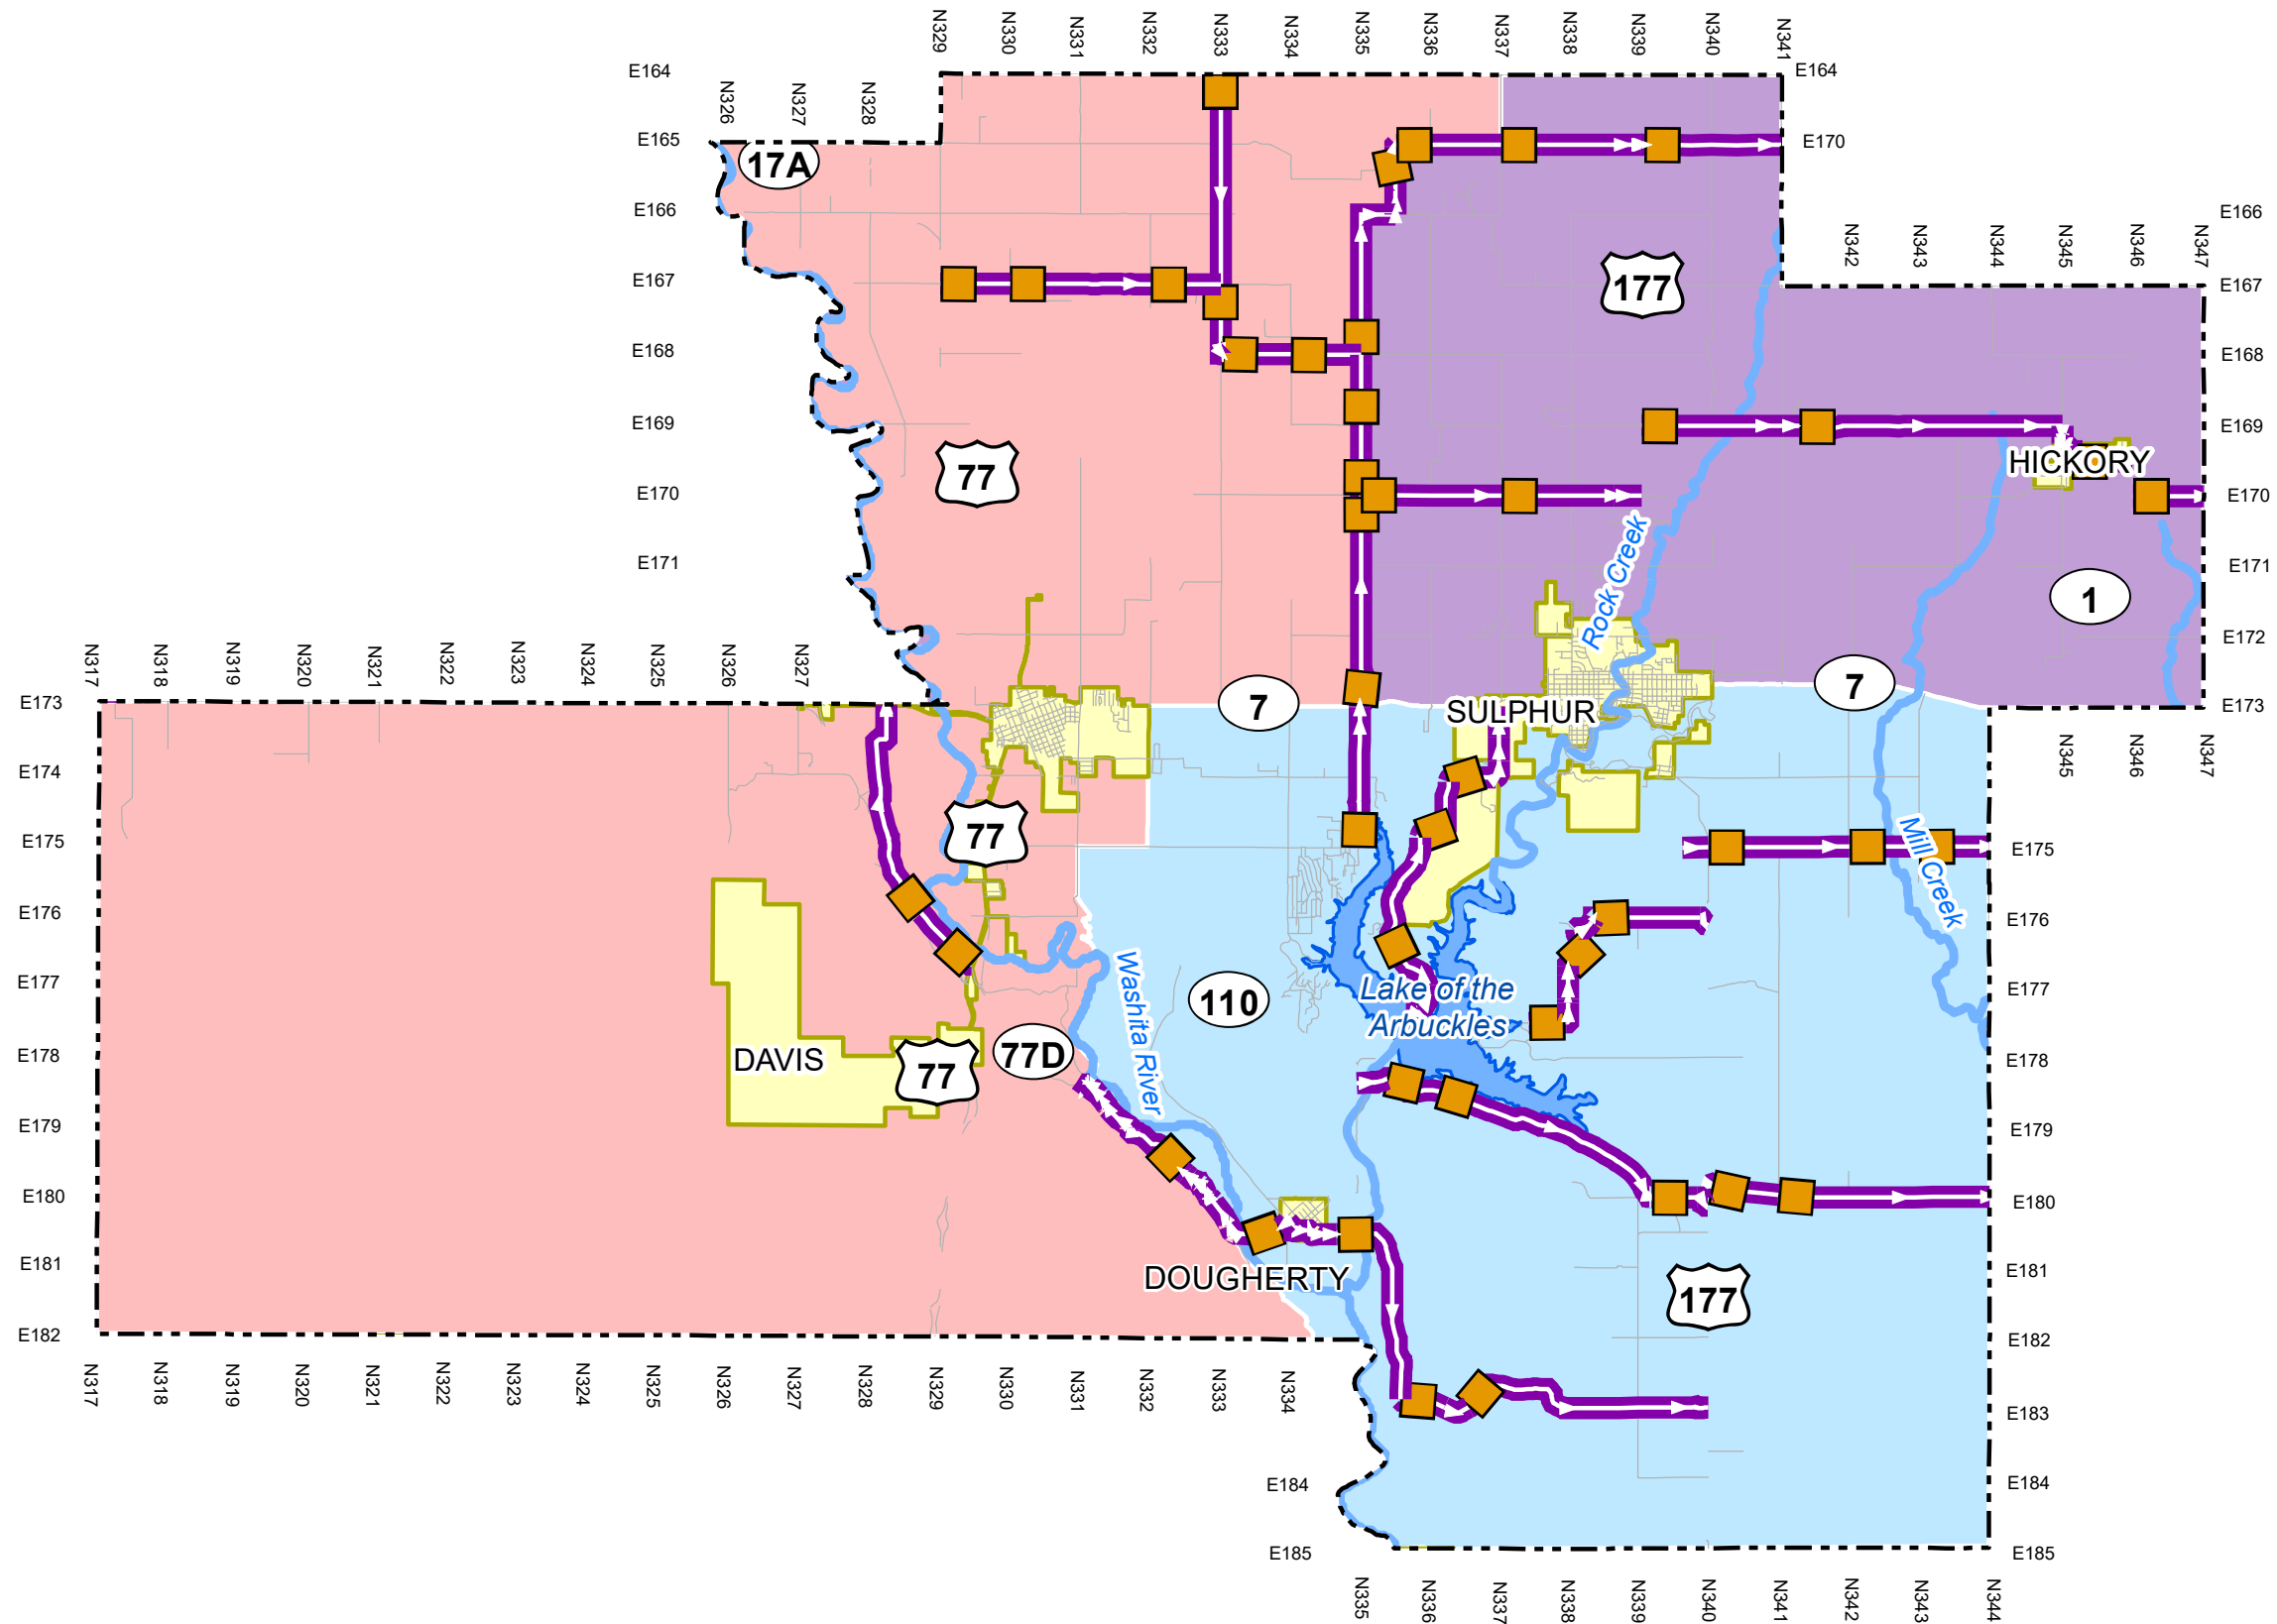 N329
N330
N331
N332
N333
N334
N335
N336
N337
N338
N339
N340
N341
E164
E164
N326
N327
N328
E165
17A
E170
E166
E166
N342
N343
N344
N345
N346
N347
E167
177
E167
E168
E168
E169
E169
77
HICKORY
E170
E170
E171
E171
Rock Creek
1
E172
N317
N318
N319
N320
N321
N322
N323
N324
N325
N326
N327
E173
7
SULPHUR
7
E173
E174
N345
N346
N347
E175
77
E175
Mill Creek
E176
E176
E177
Washita River
110
Lake of the
Arbuckles
E177
E178
DAVIS
77
77D
E178
E179
E179
E180
E180
E181
DOUGHERTY
E181
177
E182
E182
N317
N318
N319
N320
N321
N322
N323
N324
N325
N326
N327
N328
N329
N330
N331
N332
N333
N334
E183
E184
E184
E185
E185
N335
N336
N337
N338
N339
N340
N341
N342
N343
N344